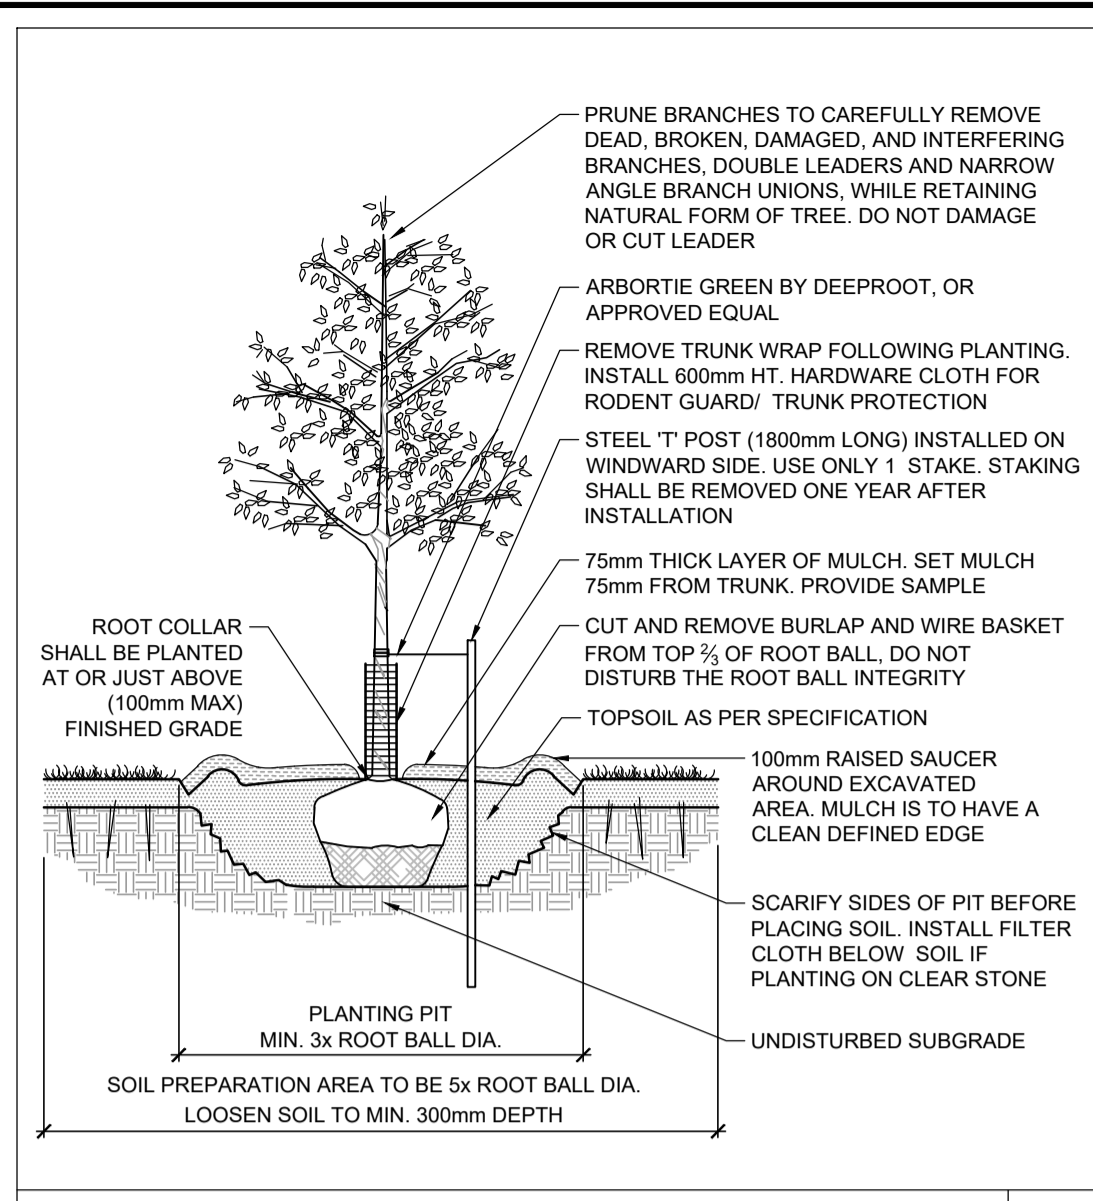 PRUNE BRANCHES TO CAREFULLY REMOVE
DEAD, BROKEN, DAMAGED, AND INTERFERING
BRANCHES, DOUBLE LEADERS AND NARROW
ANGLE BRANCH UNIONS, WHILE RETAINING
NATURAL FORM OF TREE. DO NOT DAMAGE
OR CUT LEADER
ARBORTIE GREEN BY DEEPROOT, OR
APPROVED EQUAL
REMOVE TRUNK WRAP FOLLOWING PLANTING.
INSTALL 600mm HT. HARDWARE CLOTH FOR
RODENT GUARD/ TRUNK PROTECTION
STEEL 'T' POST (1800mm LONG) INSTALLED ON
WINDWARD SIDE. USE ONLY 1 STAKE. STAKING
SHALL BE REMOVED ONE YEAR AFTER
INSTALLATION
75mm THICK LAYER OF MULCH. SET MULCH
75mm FROM TRUNK. PROVIDE SAMPLE
CUT AND REMOVE BURLAP AND WIRE BASKET
FROM TOP ⅔ OF ROOT BALL, DO NOT
DISTURB THE ROOT BALL INTEGRITY
TOPSOIL AS PER SPECIFICATION
100mm RAISED SAUCER
AROUND EXCAVATED
AREA. MULCH IS TO HAVE A
CLEAN DEFINED EDGE
SCARIFY SIDES OF PIT BEFORE
PLACING SOIL. INSTALL FILTER
CLOTH BELOW SOIL IF
PLANTING ON CLEAR STONE
UNDISTURBED SUBGRADE
ROOT COLLAR
SHALL BE PLANTED
AT OR JUST ABOVE
(100mm MAX)
FINISHED GRADE
PLANTING PIT
MIN. 3x ROOT BALL DIA.
SOIL PREPARATION AREA TO BE 5x ROOT BALL DIA.
LOOSEN SOIL TO MIN. 300mm DEPTH